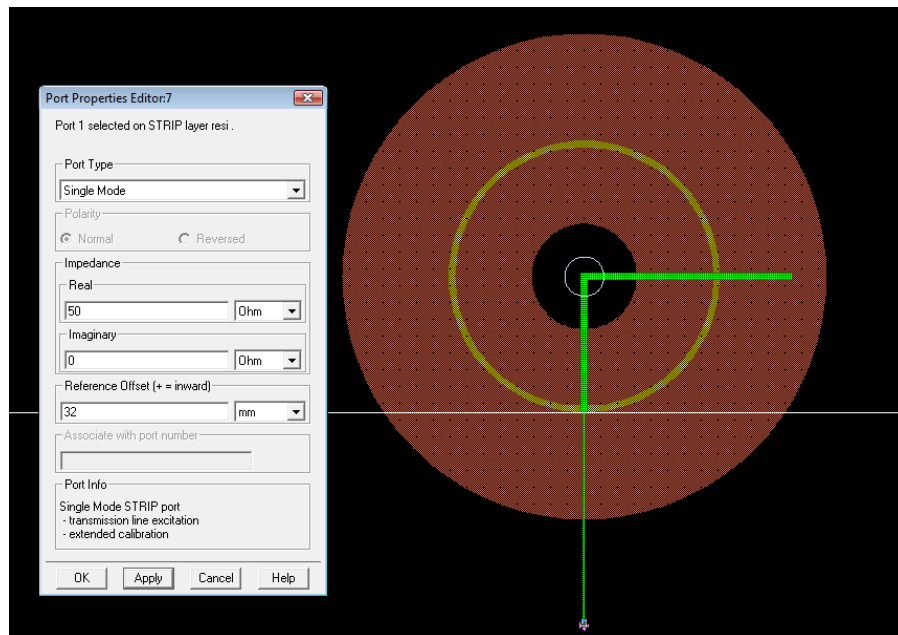 Port Properties Editor:7
Port 1 selected on STRIP layer resi .
Port Type
Single Mode
Polarity
Normal Reversed
Impedance
Real
50 Ohm
Imaginary
0 Ohm
Reference Offset (+ = inward)
32 mm
Associate with port number
Port Info
Single Mode STRIP port
- transmission line excitation
- extended calibration
OK Apply Cancel Help